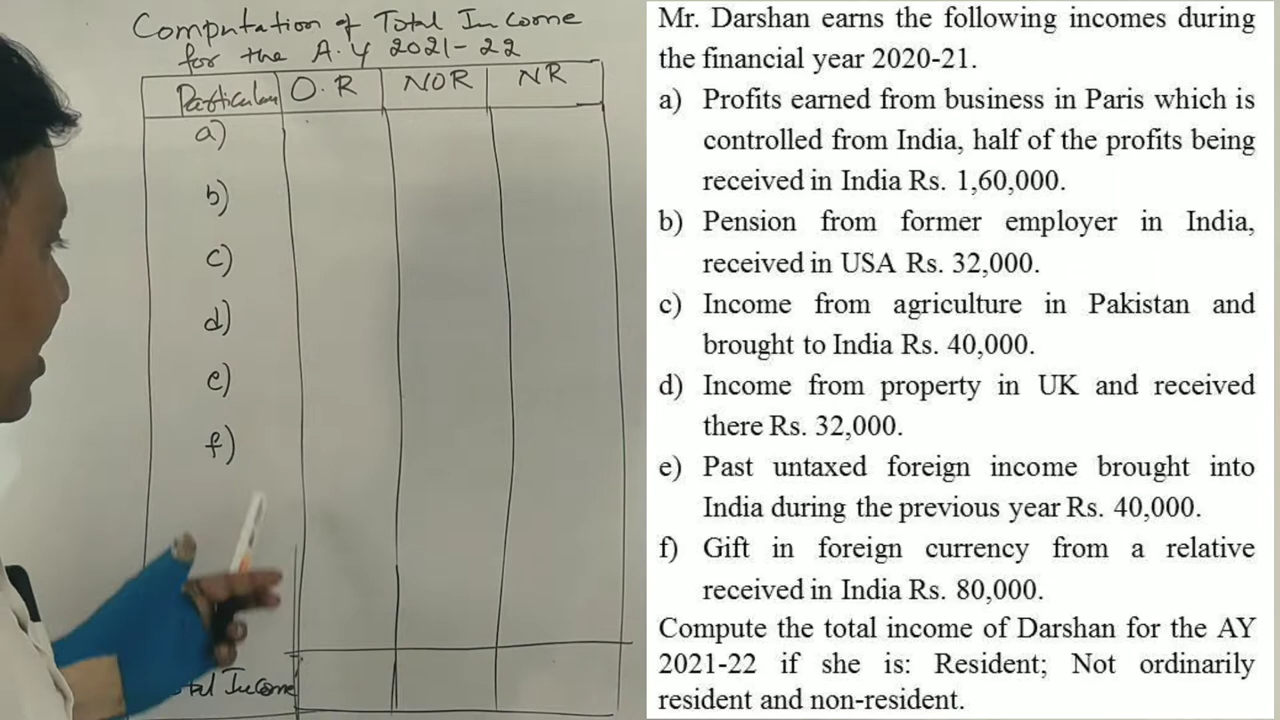 Computation of Total Income
for the A.Y 2021-22
Particulars O.R NOR NR
a)
b)
c)
d)
e)
f)
Income
Mr. Darshan earns the following incomes during
the financial year 2020-21.
a) Profits earned from business in Paris which is
controlled from India, half of the profits being
received in India Rs. 1,60,000.
b) Pension from former employer in India,
received in USA Rs. 32,000.
c) Income from agriculture in Pakistan and
brought to India Rs. 40,000.
d) Income from property in UK and received
there Rs. 32,000.
e) Past untaxed foreign income brought into
India during the previous year Rs. 40,000.
f) Gift in foreign currency from a relative
received in India Rs. 80,000.
Compute the total income of Darshan for the AY
2021-22 if she is: Resident; Not ordinarily
resident and non-resident.